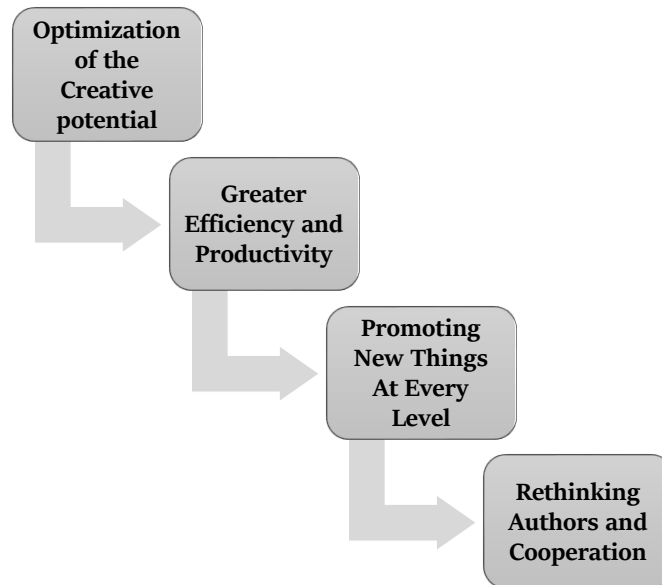 Optimization
of the
Creative
potential
Greater
Efficiency and
Productivity
Promoting
New Things
At Every
Level
Rethinking
Authors and
Cooperation